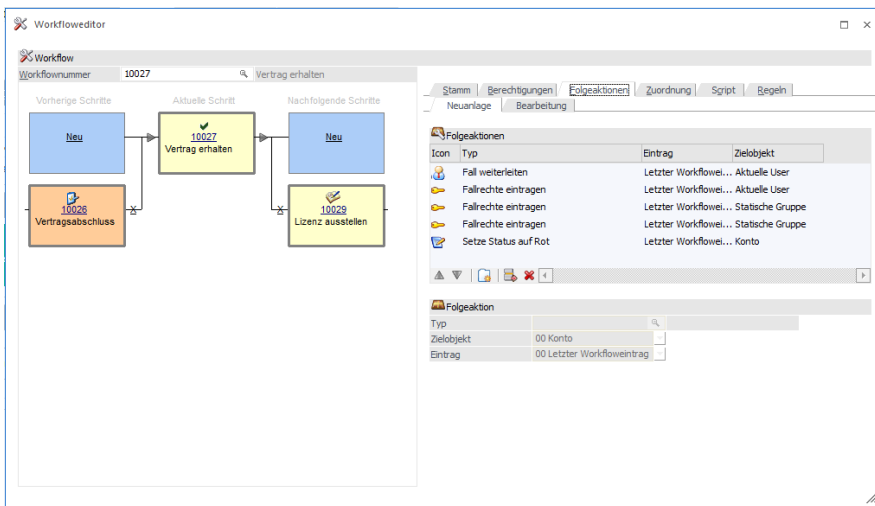 Workfloweditor
Workflow
Workflownummer 10027 Vertrag erhalten
Vorherige Schritte Aktuelle Schritt Nachfolgende Schritte
Neu
10027
Vertrag erhalten
Neu
10026
Vertragsabschluss
10029
Lizenz ausstellen
Stamm Berechtigungen Folgeaktionen Zuordnung Script Regeln
Neuanlage Bearbeitung
Folgeaktionen
Icon Typ Eintrag Zielobjekt
Fall weiterleiten Letzter Workflowei... Aktuelle User
Fallrechte eintragen Letzter Workflowei... Aktuelle User
Fallrechte eintragen Letzter Workflowei... Statische Gruppe
Fallrechte eintragen Letzter Workflowei... Statische Gruppe
Setze Status auf Rot Letzter Workflowei... Konto
Folgeaktion
Typ
Zielobjekt 00 Konto
Eintrag 00 Letzter Workfloweintrag